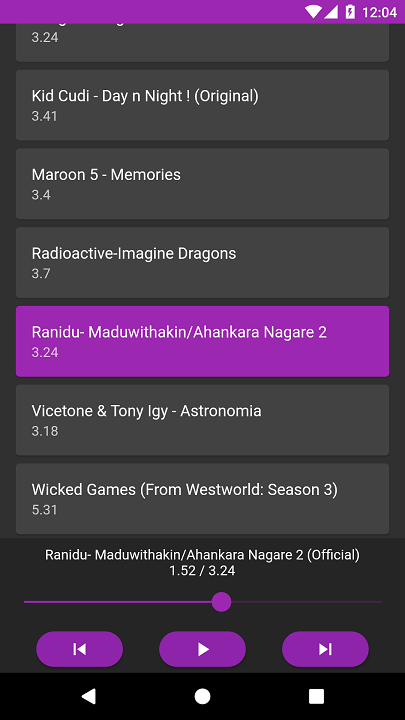 12:04
3.24
Kid Cudi - Day n Night ! (Original)
3.41
Maroon 5 - Memories
3.4
Radioactive-Imagine Dragons
3.7
Ranidu- Maduwithakin/Ahankara Nagare 2
3.24
Vicetone & Tony Igy - Astronomia
3.18
Wicked Games (From Westworld: Season 3)
5.31
Ranidu- Maduwithakin/Ahankara Nagare 2 (Official)
1.52 / 3.24